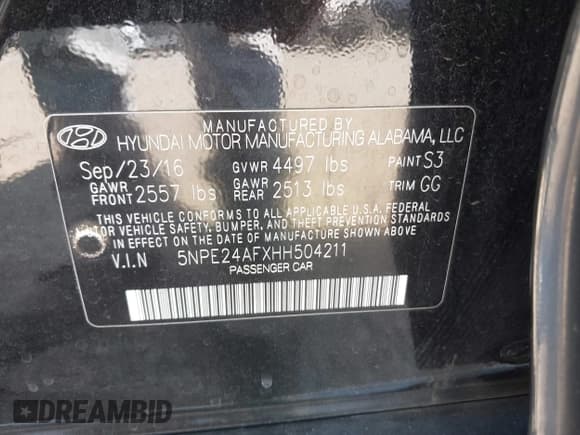 MANUFACTURED BY
HYUNDAI MOTOR MANUFACTURING ALABAMA, LLC
Sep/23/16 GVWR 4497 lbs PAINT S3
GAWR FRONT 2557 lbs GAWR REAR 2513 lbs TRIM GG
THIS VEHICLE CONFORMS TO ALL APPLICABLE U.S.A. FEDERAL
MOTOR VEHICLE SAFETY, BUMPER, AND THEFT PREVENTION STANDARDS
IN EFFECT ON THE DATE OF MANUFACTURE SHOWN ABOVE.
V.I.N 5NPE24AFXHH504211
PASSENGER CAR
DREAMBID